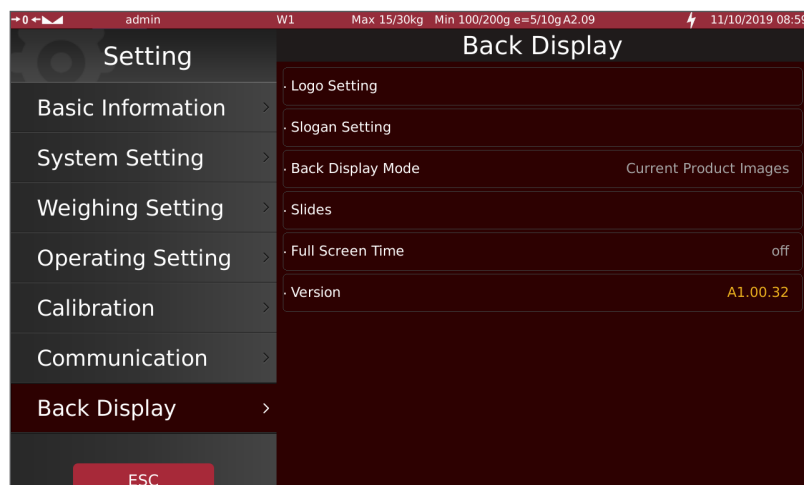 →0← admin W1 Max 15/30kg Min 100/200g e=5/10g A2.09 11/10/2019 08:59
Setting
Basic Information
System Setting
Weighing Setting
Operating Setting
Calibration
Communication
Back Display
ESC
Back Display
· Logo Setting
· Slogan Setting
· Back Display Mode Current Product Images
· Slides
· Full Screen Time off
· Version A1.00.32